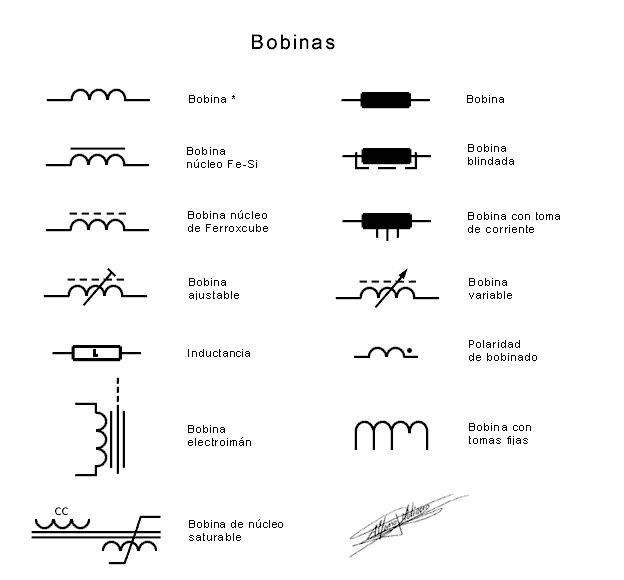 Bobinas
Bobina *
Bobina
Bobina
núcleo Fe-Si
Bobina
blindada
Bobina núcleo
de Ferroxcube
Bobina con toma
de corriente
Bobina
ajustable
Bobina
variable
L
Inductancia
Polaridad
de bobinado
Bobina
electroimán
Bobina con
tomas fijas
CC
Bobina de núcleo
saturable